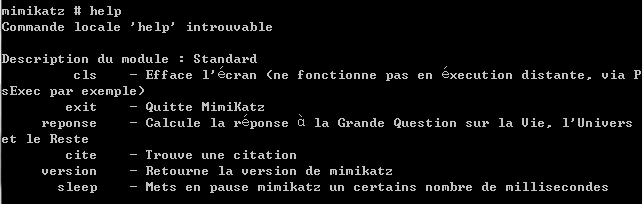 mimikatz # help
Commande locale 'help' introuvable
Description du module : Standard
cls - Efface l'écran (ne fonctionne pas en éxecution distante, via P
sExec par exemple)
exit - Quitte MimiKatz
reponse - Calcule la réponse à la Grande Question sur la Vie, l'Univers
et le Reste
cite - Trouve une citation
version - Retourne la version de mimikatz
sleep - Mets en pause mimikatz un certains nombre de millisecondes